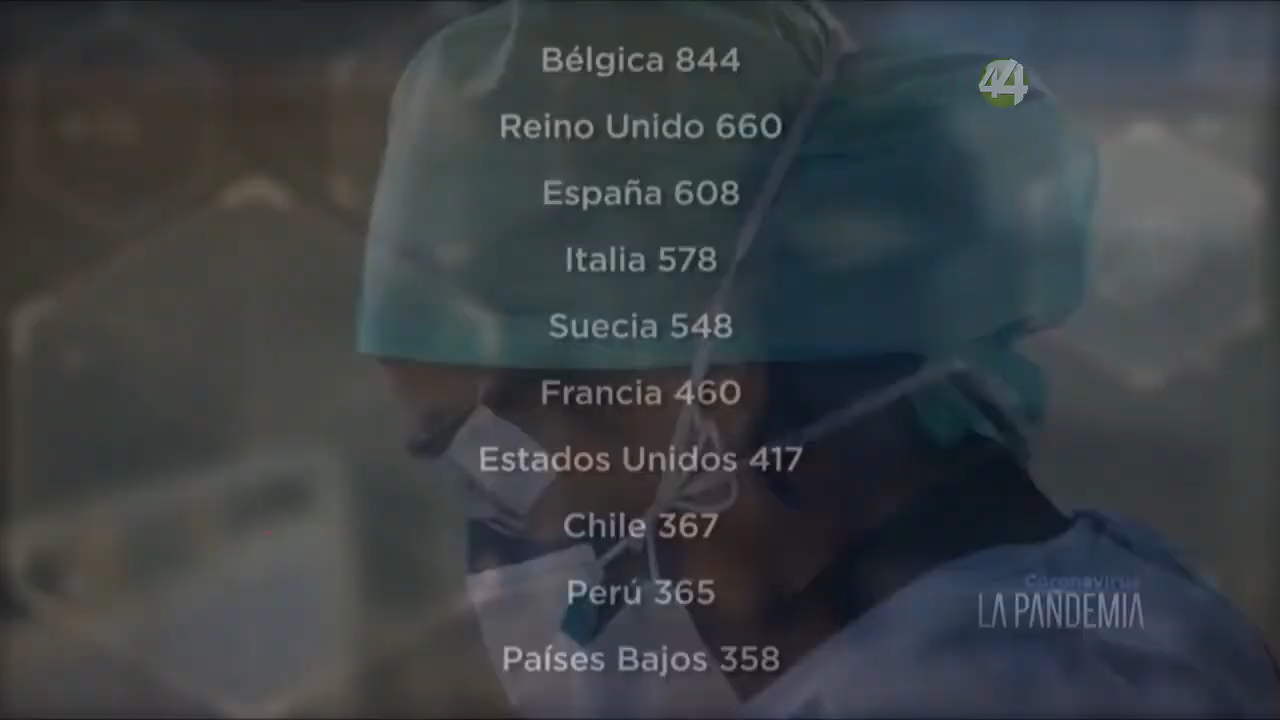 Bélgica 844
44
Reino Unido 660
España 608
Italia 578
Suecia 548
Francia 460
Estados Unidos 417
Chile 367
Perú 365
Coronavirus
LA PANDEMIA
Países Bajos 358